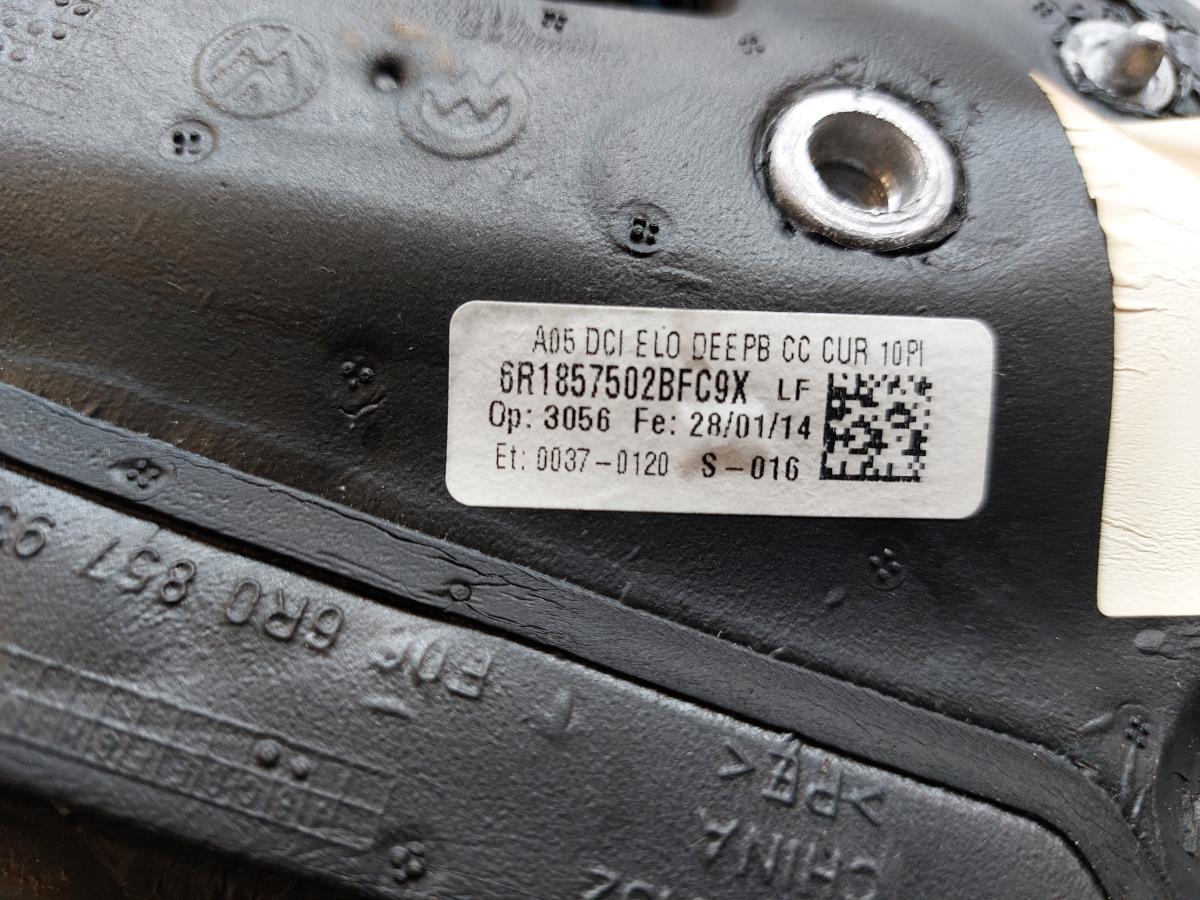 A05 DCI ELO DEEPB CC CUR 10PI
6R1857502BFC9X LF
Op: 3056 Fe: 28/01/14
Et: 0037-0120 S-016
6R0 857
>PE<
CHINA